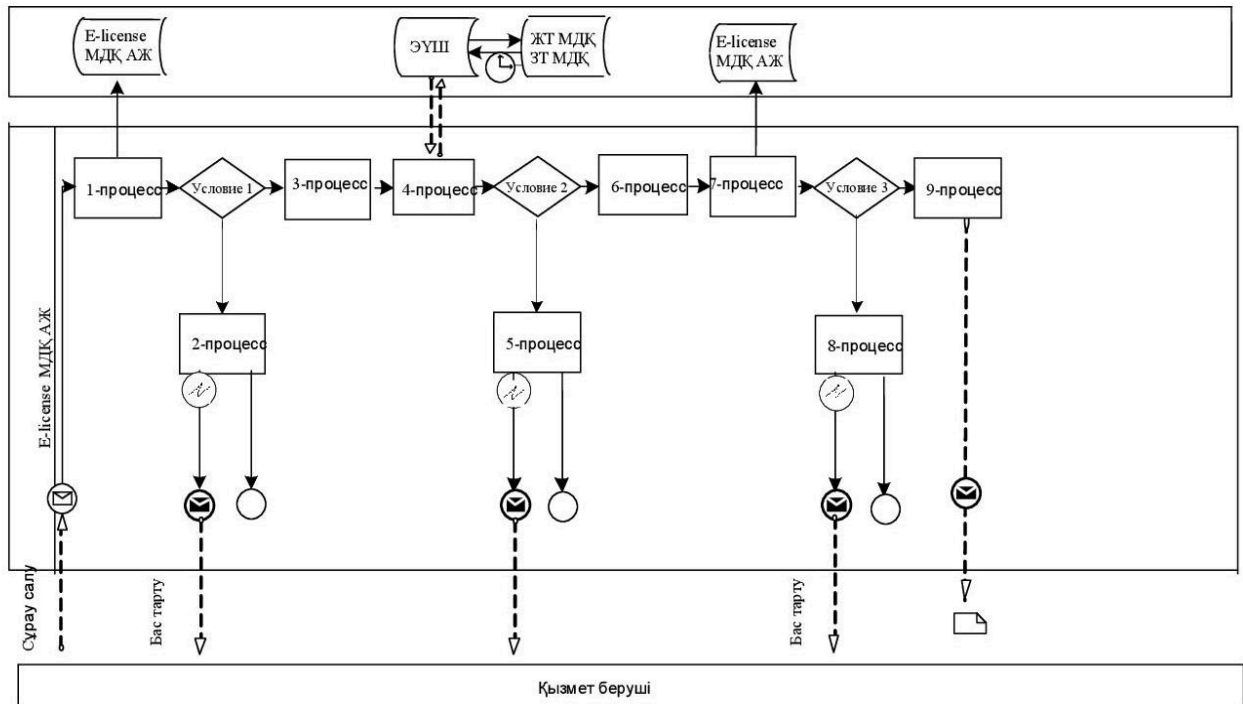 E-license
МДҚ АЖ
ЭҮШ
ЖТ МДҚ
ЗТ МДҚ
E-license
МДҚ АЖ
E-license МДҚ АЖ
1-процесс
Условие 1
3-процесс
4-процесс
Условие 2
6-процесс
7-процесс
Условие 3
9-процесс
2-процесс
5-процесс
8-процесс
Сұрау салу
Бас тарту
Бас тарту
Қызмет беруші